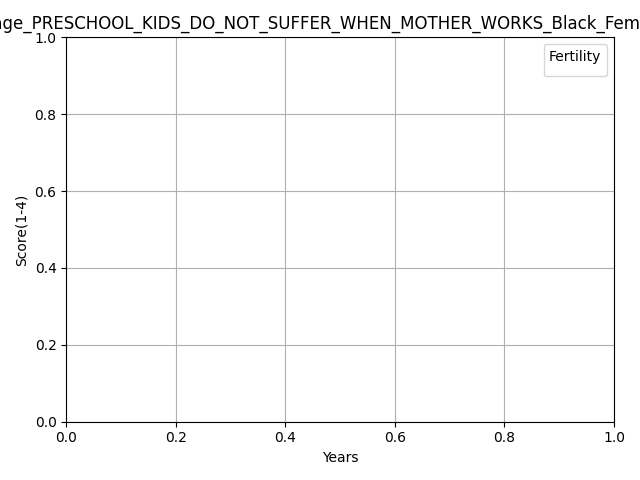 age_PRESCHOOL_KIDS_DO_NOT_SUFFER_WHEN_MOTHER_WORKS_Black_Fem
Fertility
1.0
0.8
0.6
0.4
0.2
0.0
Score(1-4)
0.0 0.2 0.4 0.6 0.8 1.0
Years